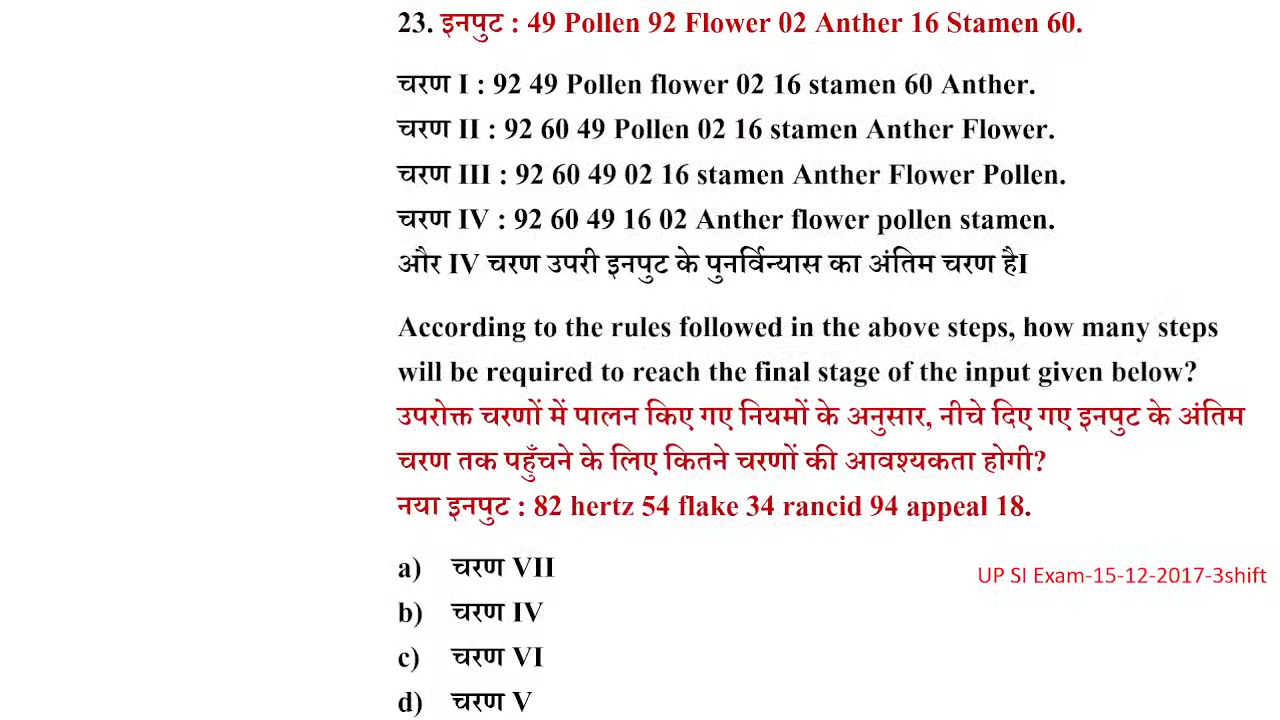 23. इनपुट : 49 Pollen 92 Flower 02 Anther 16 Stamen 60.
चरण I : 92 49 Pollen flower 02 16 stamen 60 Anther.
चरण II : 92 60 49 Pollen 02 16 stamen Anther Flower.
चरण III : 92 60 49 02 16 stamen Anther Flower Pollen.
चरण IV : 92 60 49 16 02 Anther flower pollen stamen.
और IV चरण उपरी इनपुट के पुनर्विन्यास का अंतिम चरण हैI
According to the rules followed in the above steps, how many steps
will be required to reach the final stage of the input given below?
उपरोक्त चरणों में पालन किए गए नियमों के अनुसार, नीचे दिए गए इनपुट के अंतिम
चरण तक पहुँचने के लिए कितने चरणों की आवश्यकता होगी?
नया इनपुट : 82 hertz 54 flake 34 rancid 94 appeal 18.
a) चरण VII
UP SI Exam-15-12-2017-3shift
b) चरण IV
c) चरण VI
d) चरण V